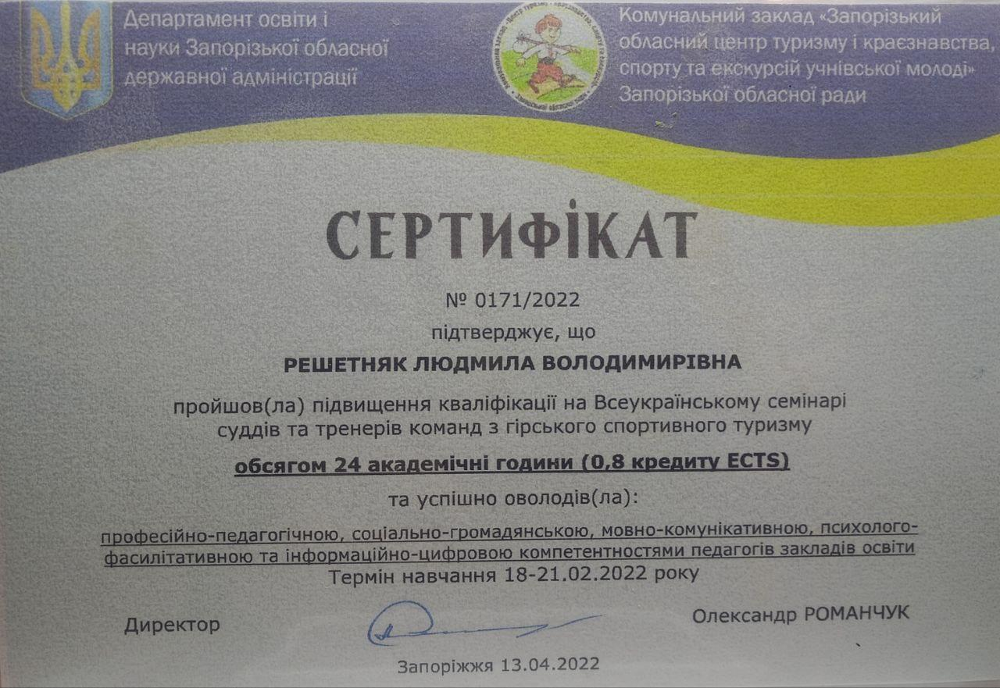 Департамент освіти і
науки Запорізької обласної
державної адміністрації
Комунальний заклад «Запорізький
обласний центр туризму і краєзнавства,
спорту та екскурсій учнівської молоді»
Запорізької обласної ради
СЕРТИФІКАТ
№ 0171/2022
підтверджує, що
РЕШЕТНЯК ЛЮДМИЛА ВОЛОДИМИРІВНА
пройшов(ла) підвищення кваліфікації на Всеукраїнському семінарі
суддів та тренерів команд з гірського спортивного туризму
обсягом 24 академічні години (0,8 кредиту ECTS)
та успішно оволодів(ла):
професійно-педагогічною, соціально-громадянською, мовно-комунікативною, психолого-
фасилітативною та інформаційно-цифровою компетентностями педагогів закладів освіти
Термін навчання 18-21.02.2022 року
Директор
Олександр РОМАНЧУК
Запоріжжя 13.04.2022